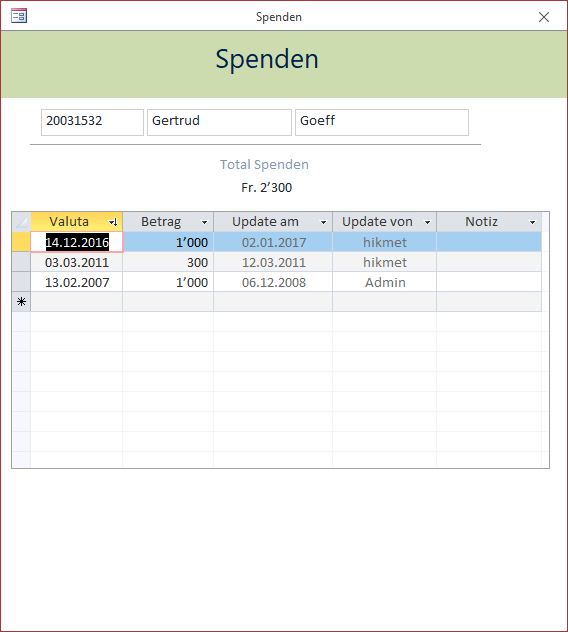 Spenden
Spenden
20031532 Gertrud Goeff
Total Spenden
Fr. 2’300
Valuta Betrag Update am Update von Notiz
14.12.2016 1’000 02.01.2017 hikmet
03.03.2011 300 12.03.2011 hikmet
13.02.2007 1’000 06.12.2008 Admin